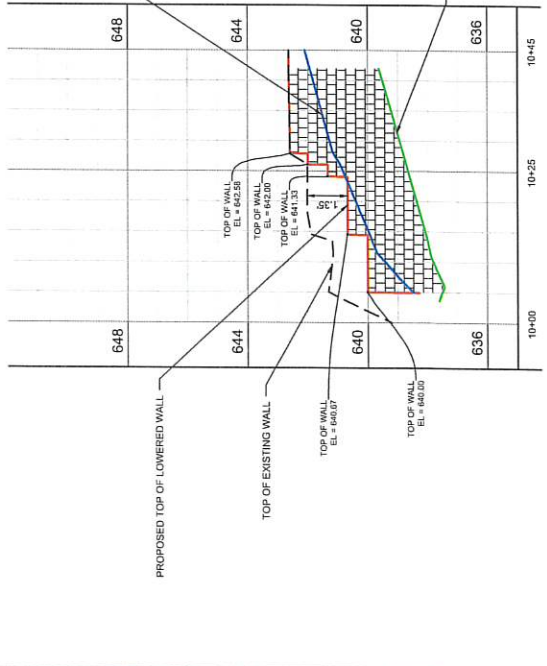 648
648
644
644
640
640
636
636
10+00
10+25
10+45
PROPOSED TOP OF LOWERED WALL
TOP OF EXISTING WALL
TOP OF WALL
EL = 642.58
TOP OF WALL
EL = 642.00
TOP OF WALL
EL = 641.33
1.35'
TOP OF WALL
EL = 640.67
TOP OF WALL
EL = 640.00